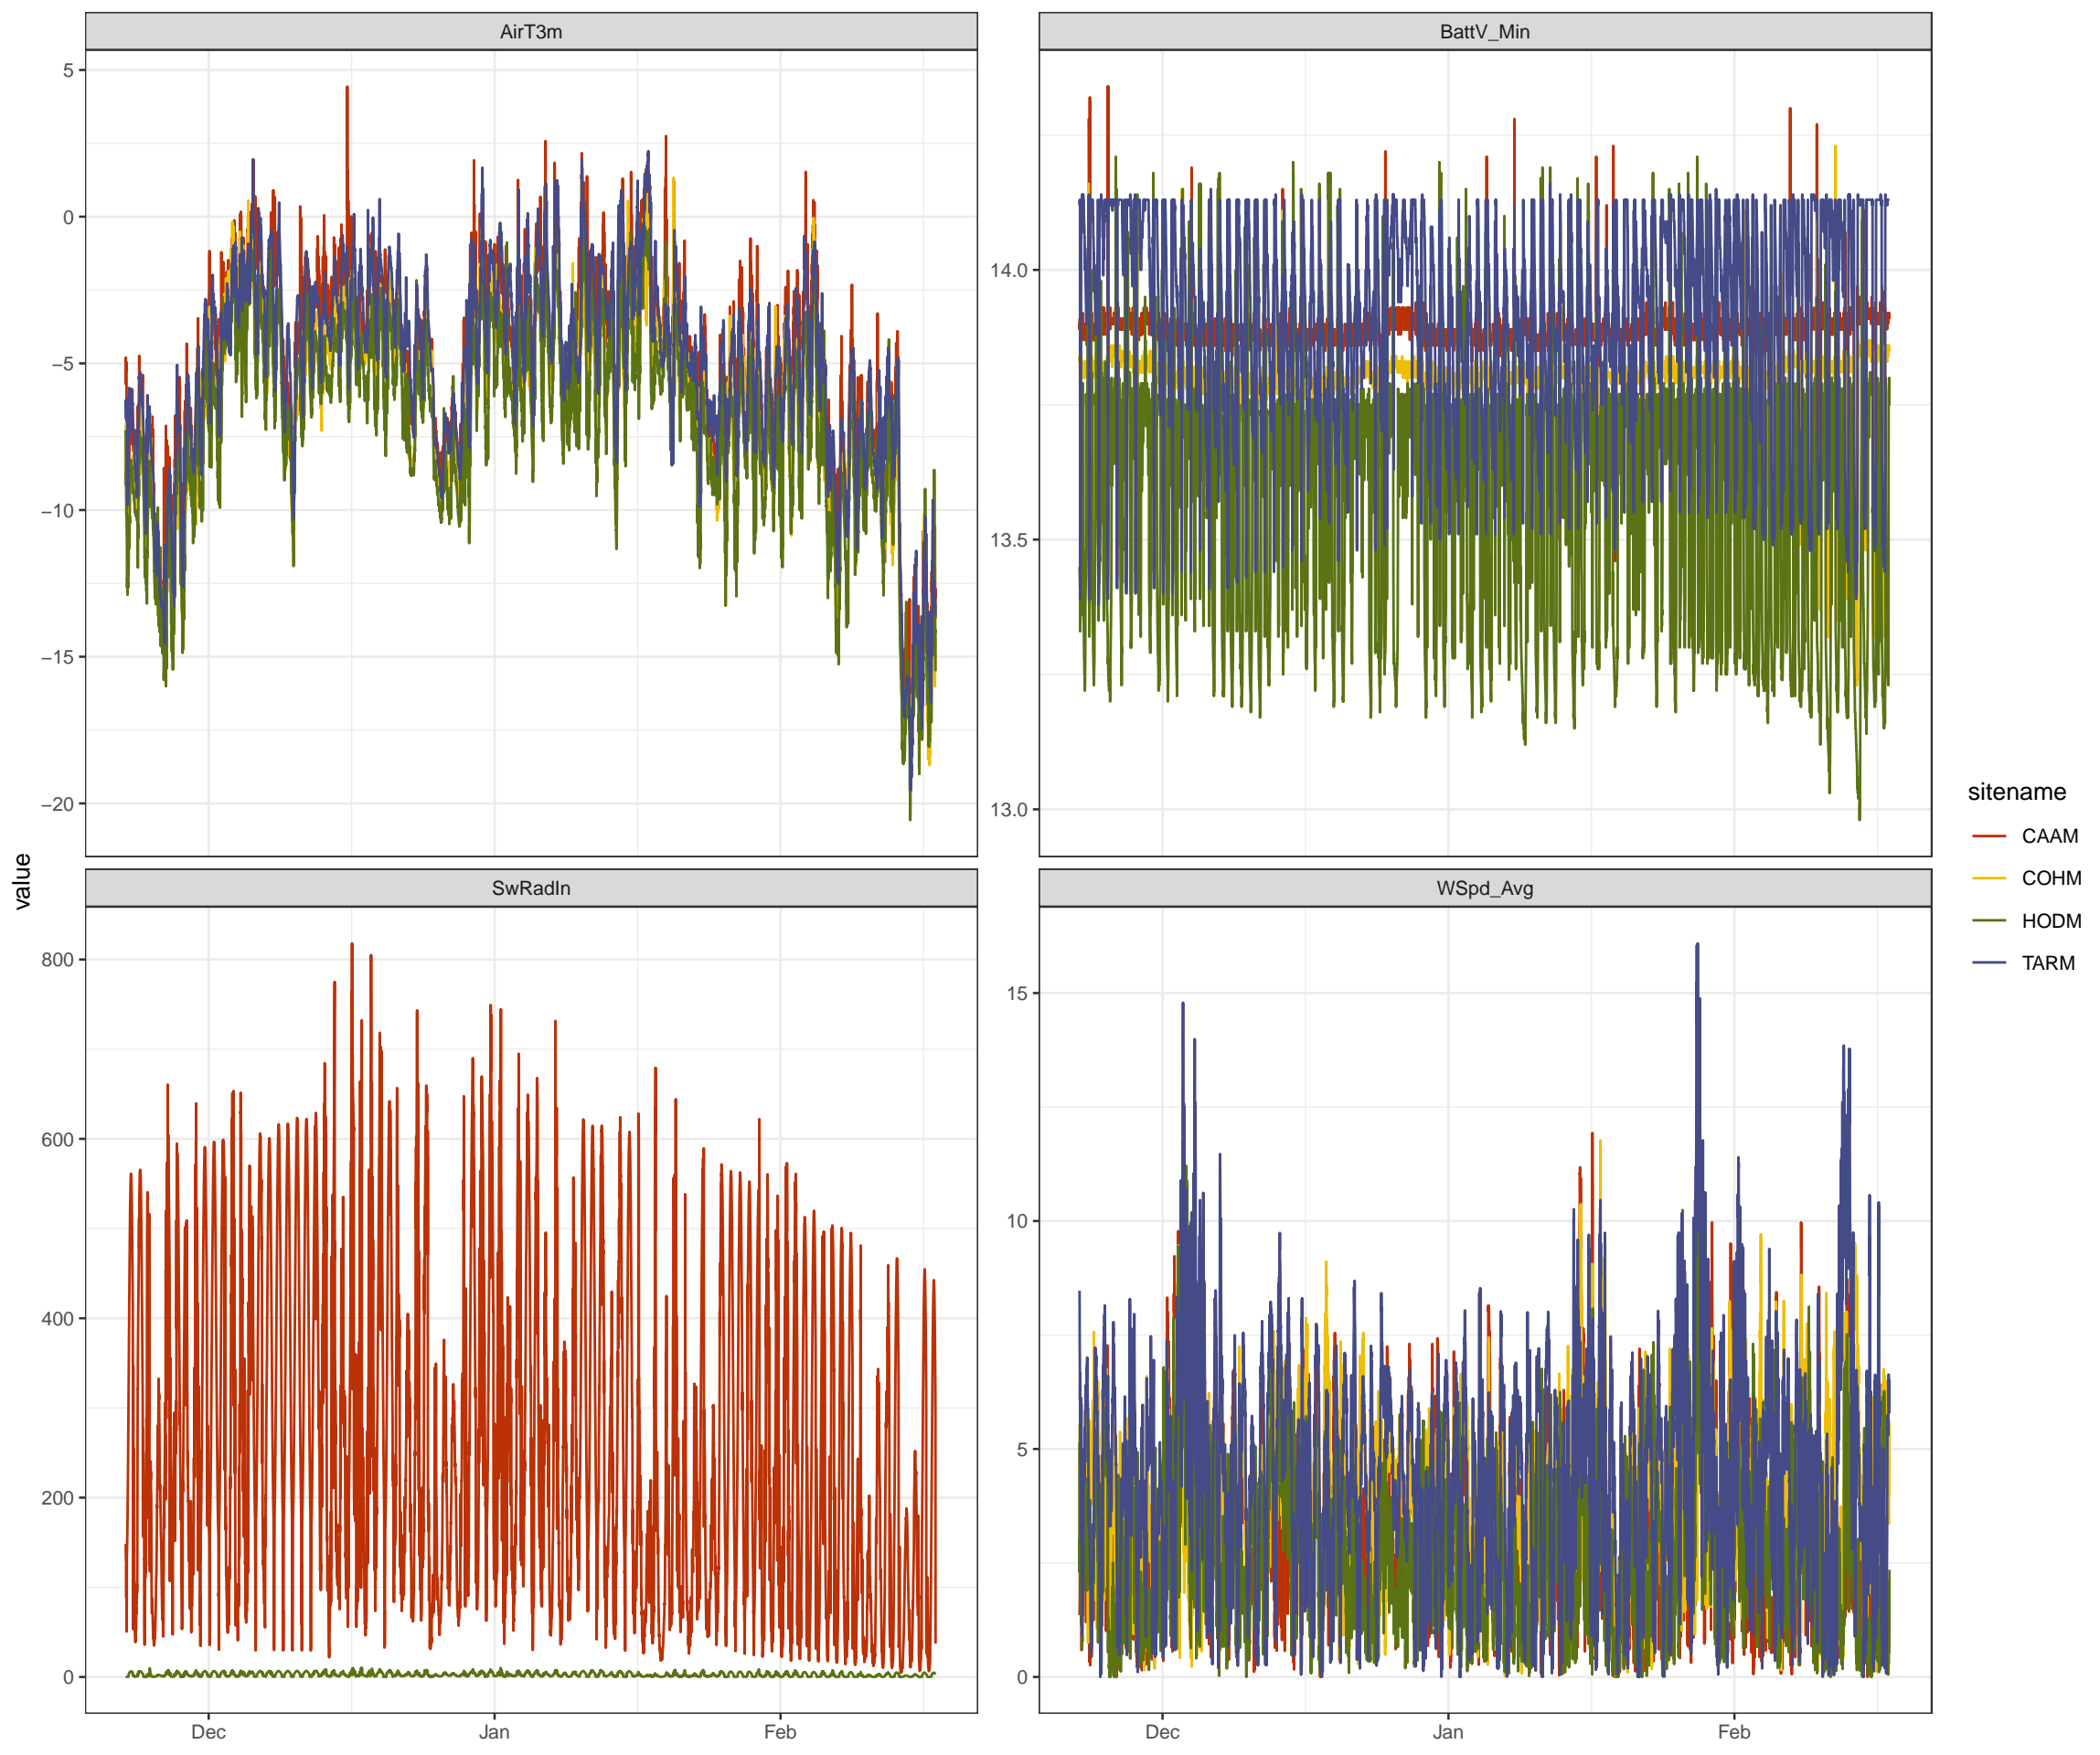 AirT3m
BattV_Min
5
0
−5
−10
−15
−20
14.0
13.5
13.0
value
SwRadIn
WSpd_Avg
800
600
400
200
0
15
10
5
0
Dec
Jan
Feb
Dec
Jan
Feb
sitename
CAAM
COHM
HODM
TARM